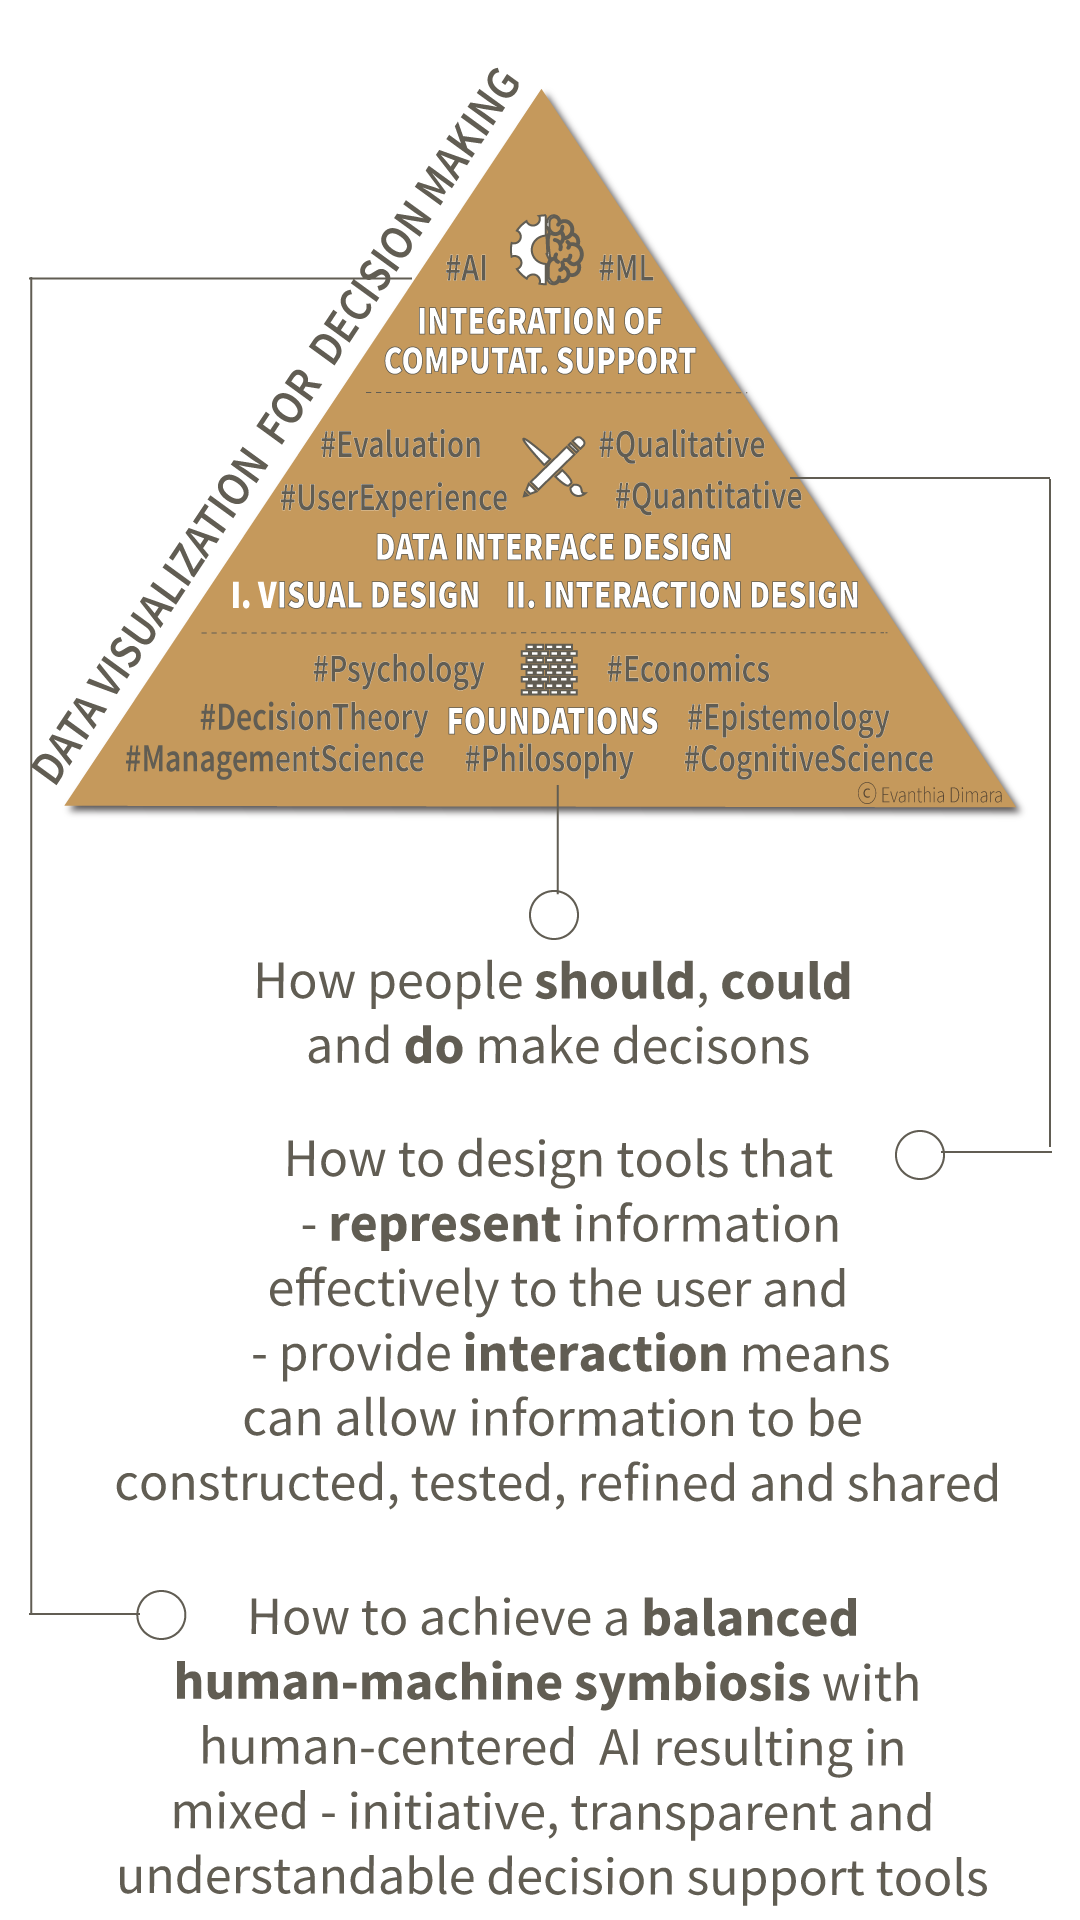 DATA VISUALIZATION FOR DECISION MAKING
#AI #ML
INTEGRATION OF
COMPUTAT. SUPPORT
#Evaluation #Qualitative
#UserExperience #Quantitative
DATA INTERFACE DESIGN
I. VISUAL DESIGN II. INTERACTION DESIGN
#Psychology #Economics
#DecisionTheory FOUNDATIONS #Epistemology
#ManagementScience #Philosophy #CognitiveScience
© Evanthia Dimara
How people should, could
and do make decisons
How to design tools that
- represent information
effectively to the user and
- provide interaction means
can allow information to be
constructed, tested, refined and shared
How to achieve a balanced
human-machine symbiosis with
human-centered AI resulting in
mixed - initiative, transparent and
understandable decision support tools